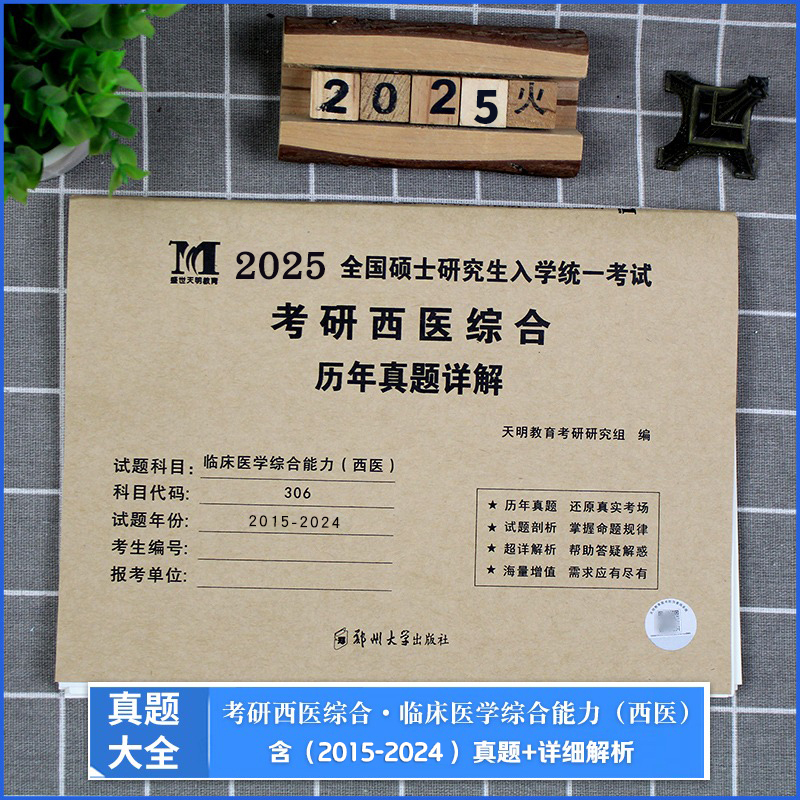 2025火
2025 全国硕士研究生入学统一考试
盛世天明教育
考研西医综合
历年真题详解
天明教育考研研究组 编
试题科目: 临床医学综合能力(西医)
科目代码: 306
试题年份: 2015-2024
考生编号:
报考单位:
★ 历年真题 还原真实考场
★ 试题剖析 掌握命题规律
★ 超详解析 帮助答疑解惑
★ 海量增值 需求应有尽有
郑州大学出版社
真题
大全
考研西医综合·临床医学综合能力(西医)
含(2015-2024)真题+详细解析